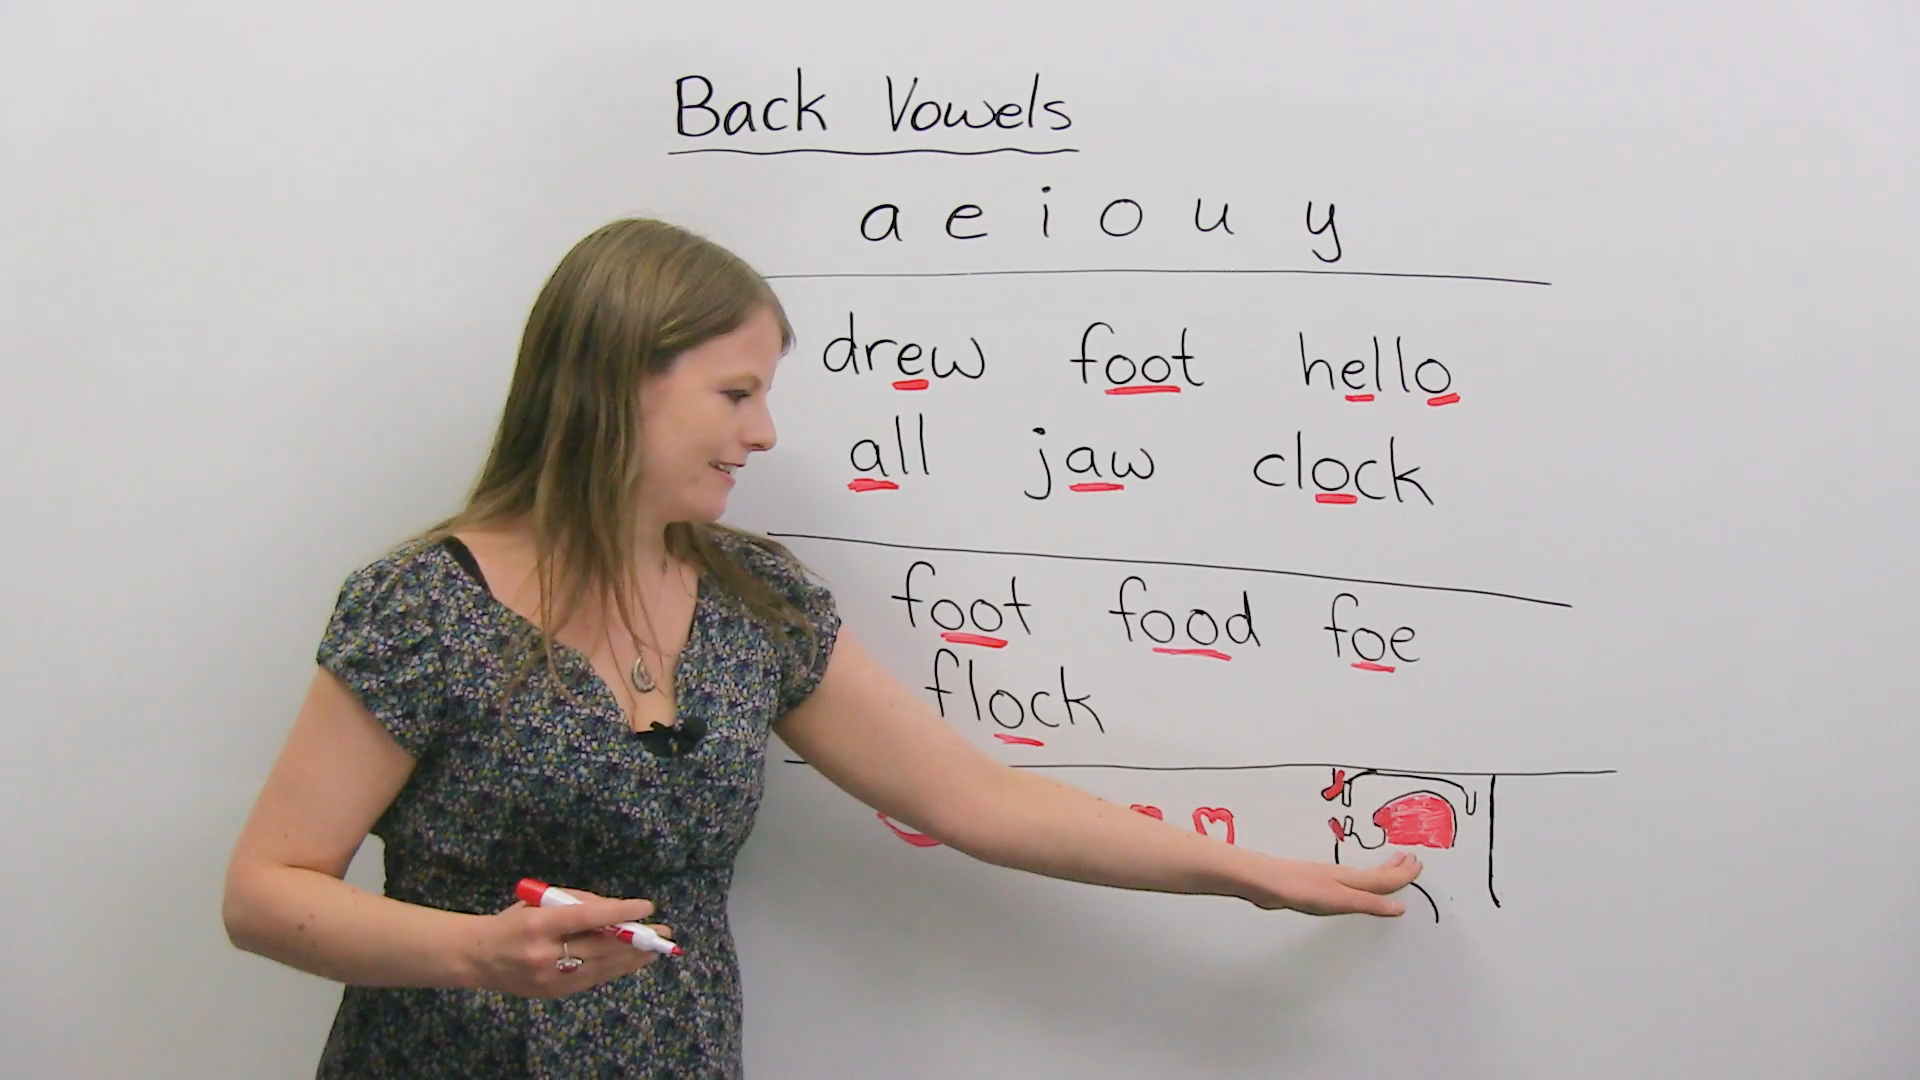 Back Vowels
a e i o u y
drew foot hello
all jaw clock
foot food foe
flock